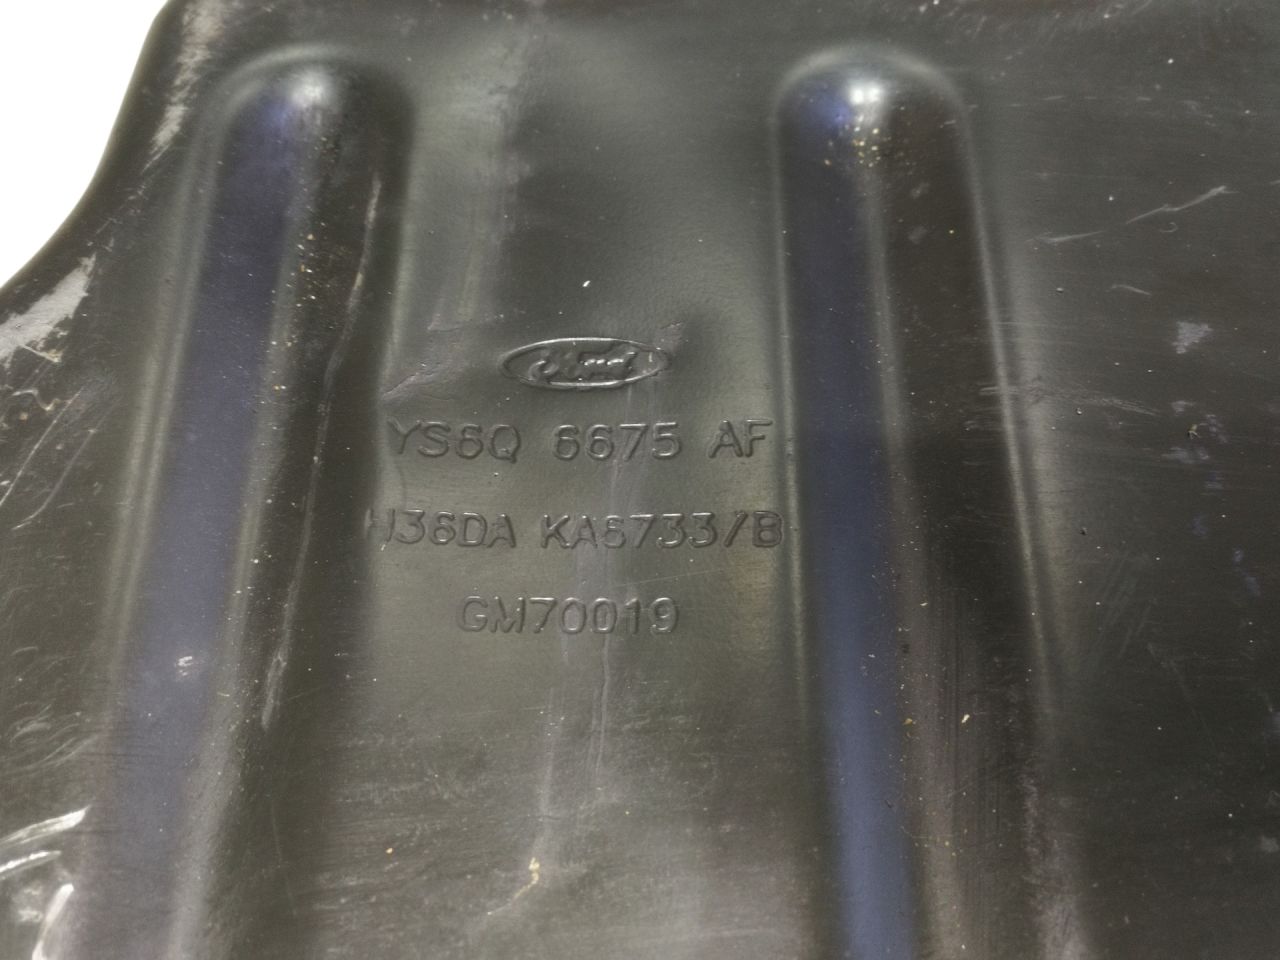 Ford
YS6Q 6675 AF
H36DA KA6733/B
GM70019